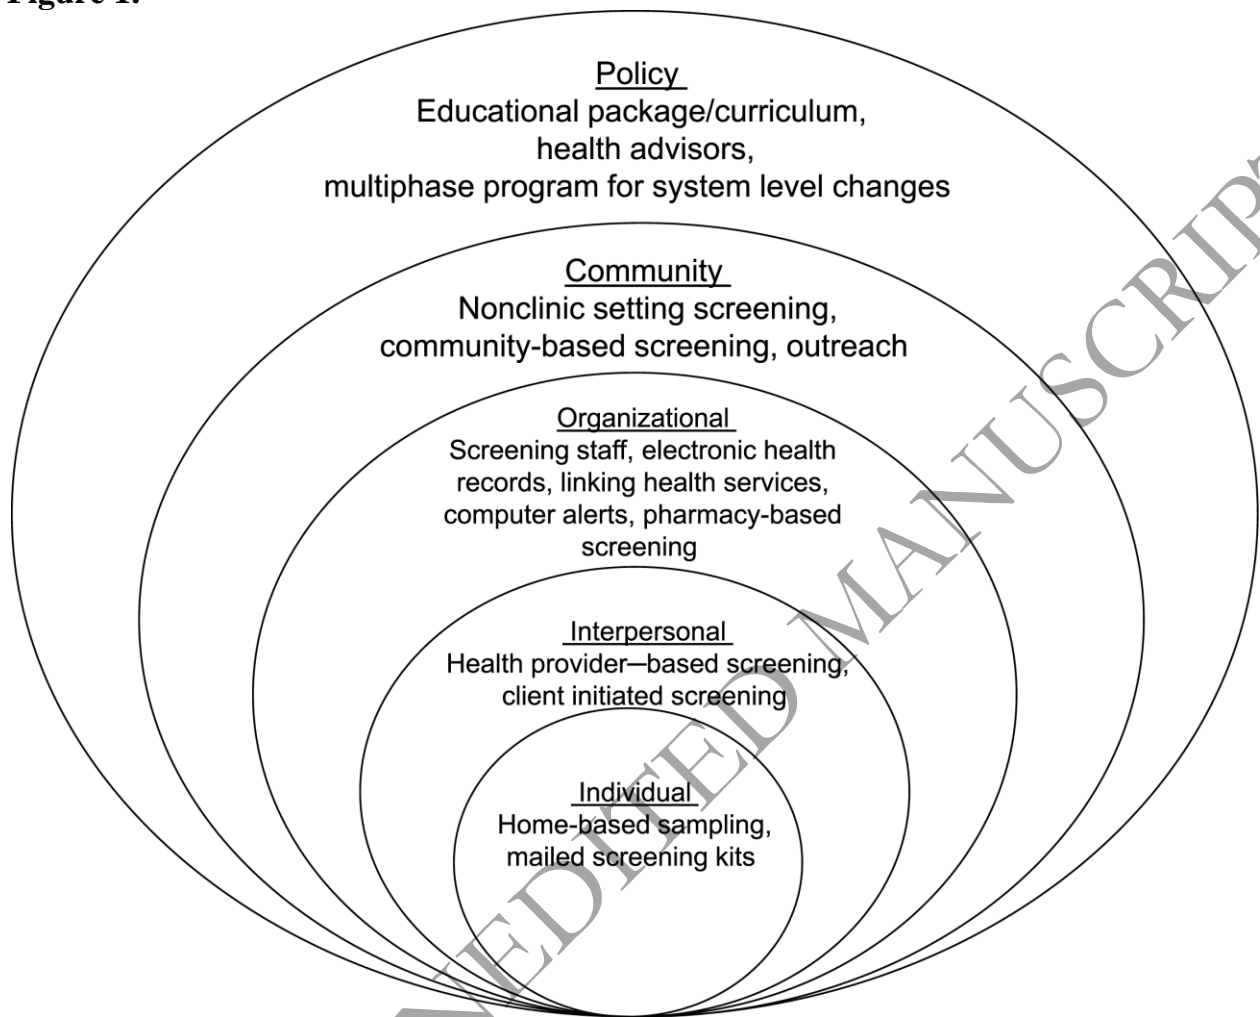 Figure 1.
Policy
Educational package/curriculum,
health advisors,
multiphase program for system level changes
Community
Nonclinic setting screening,
community-based screening, outreach
Organizational
Screening staff, electronic health
records, linking health services,
computer alerts, pharmacy-based
screening
Interpersonal
Health provider—based screening,
client initiated screening
Individual
Home-based sampling,
mailed screening kits
NEDITED MANUSCRIPT